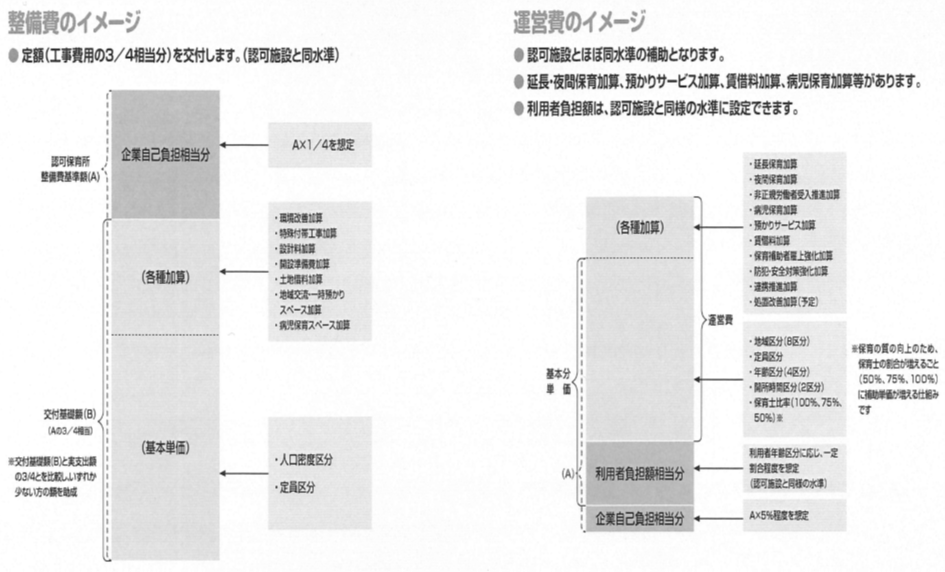 整備費のイメージ
● 定額(工事費用の3/4相当分)を交付します。(認可施設と同水準)
認可保育所
整備費基準額(A)
企業自己負担相当分
A×1/4を想定
(各種加算)
・環境改善加算
・特殊付帯工事加算
・設計料加算
・開設準備費加算
・土地借料加算
・地域交流・一時預かり
スペース加算
・病児保育スペース加算
交付基礎額(B)
(Aの3/4相当)
※交付基礎額(B)と実支出額
の3/4とを比較しいずれか
少ない方の額を助成
(基本単価)
・人口密度区分
・定員区分
運営費のイメージ
● 認可施設とほぼ同水準の補助となります。
● 延長・夜間保育加算、預かりサービス加算、賃借料加算、病児保育加算等があります。
● 利用者負担額は、認可施設と同様の水準に設定できます。
(各種加算)
・延長保育加算
・夜間保育加算
・非正規労働者受入推進加算
・病児保育加算
・預かりサービス加算
・賃借料加算
・保育補助者雇上強化加算
・防犯・安全対策強化加算
・連携推進加算
・処遇改善加算(予定)
運営費
基本分
単 価
(A)
・地域区分(8区分)
・定員区分
・年齢区分(4区分)
・開所時間区分(2区分)
・保育士比率(100%、75%、
50%)※
※保育の質の向上のため、
保育士の割合が増えるごと
(50%、75%、100%)
に補助単価が増える仕組み
です
利用者負担額相当分
利用者年齢区分に応じ、一定
割合程度を想定
(認可施設と同様の水準)
企業自己負担相当分
A×5%程度を想定